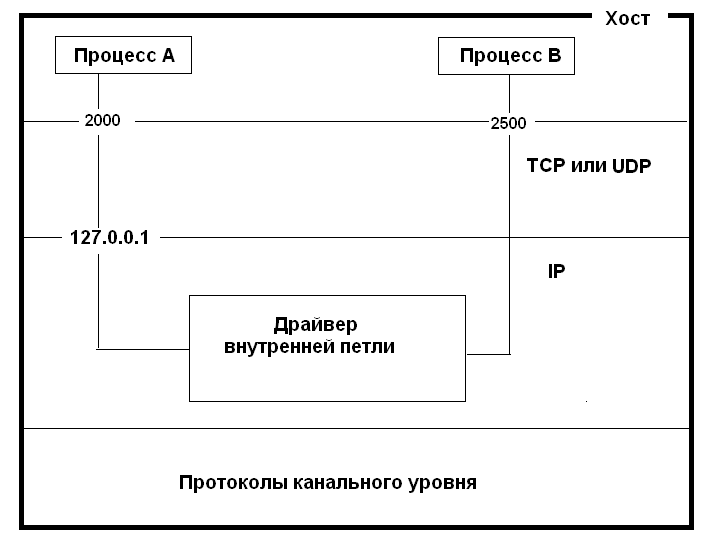 Хост
Процесс А
Процесс В
2000
2500
TCP или UDP
127.0.0.1
IP
Драйвер
внутренней петли
Протоколы канального уровня